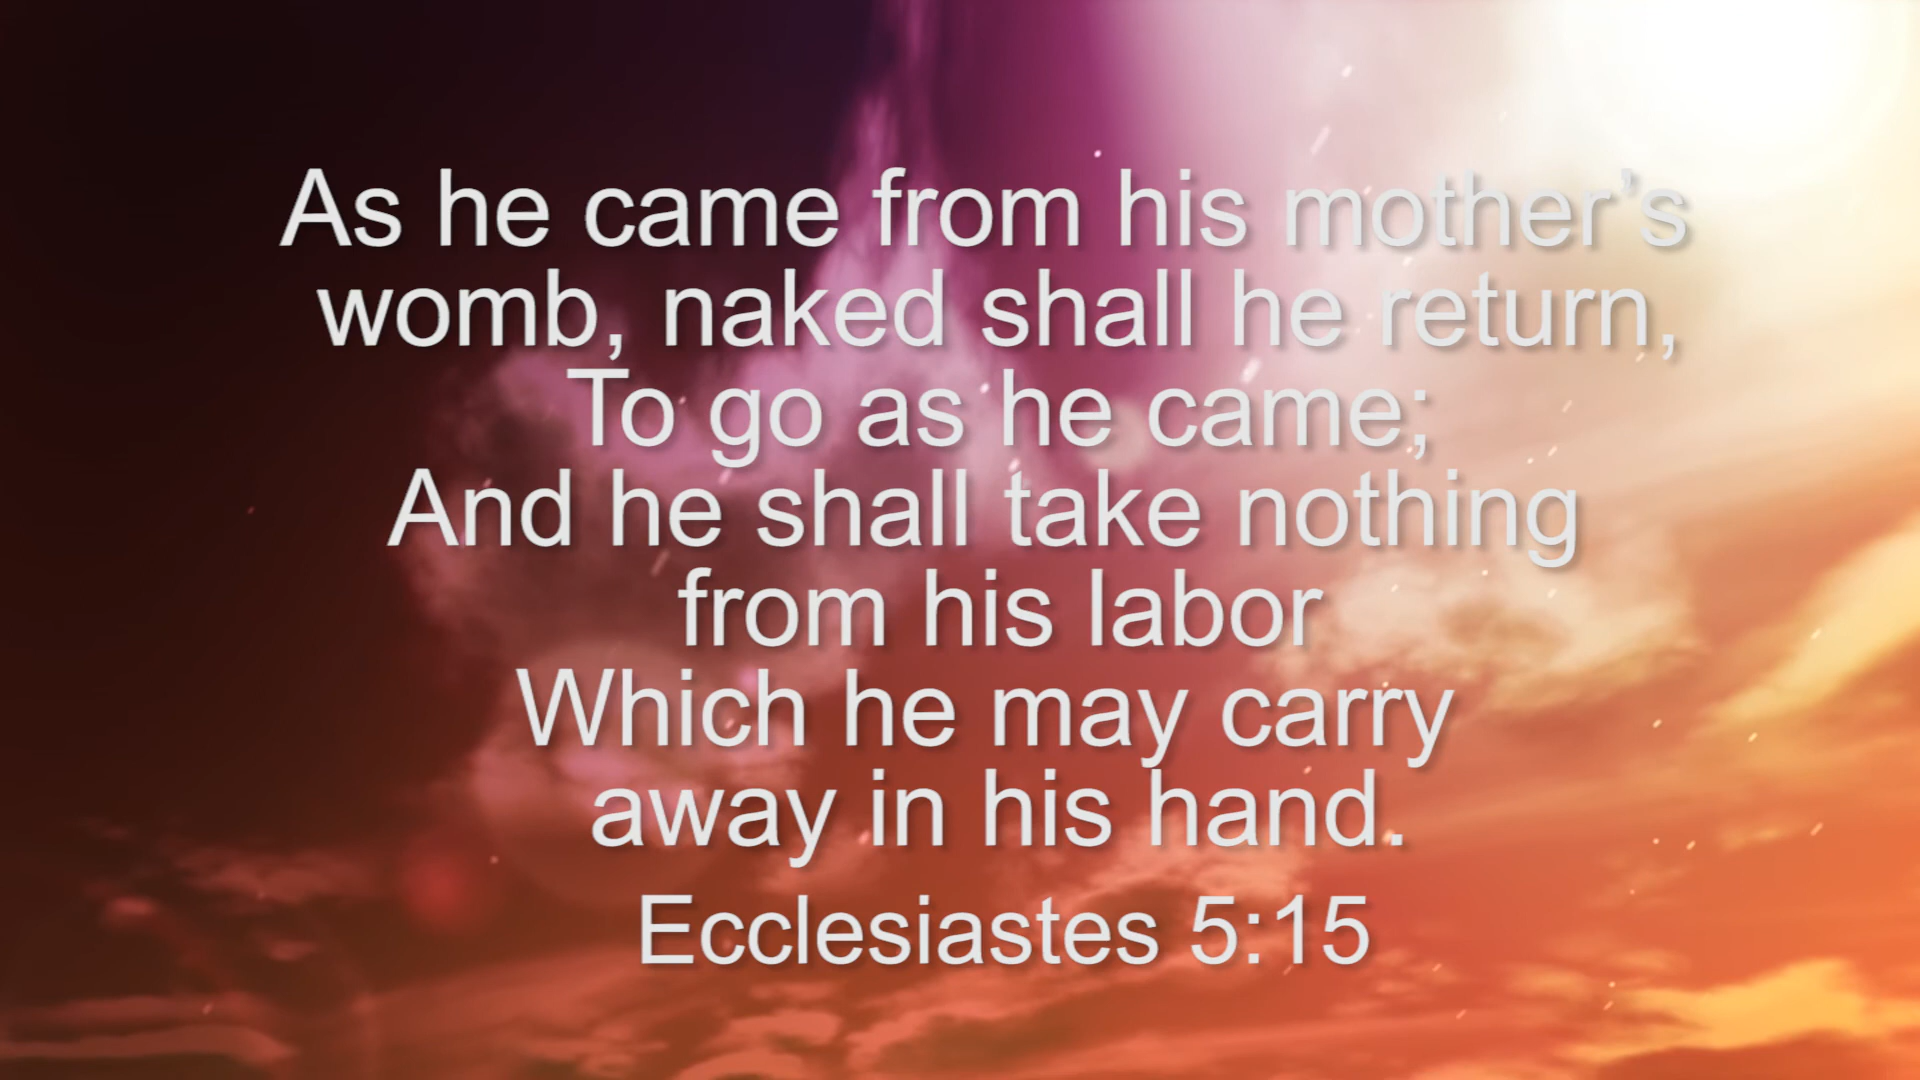 As he came from his mother’s
womb, naked shall he return,
To go as he came;
And he shall take nothing
from his labor
Which he may carry
away in his hand.
Ecclesiastes 5:15